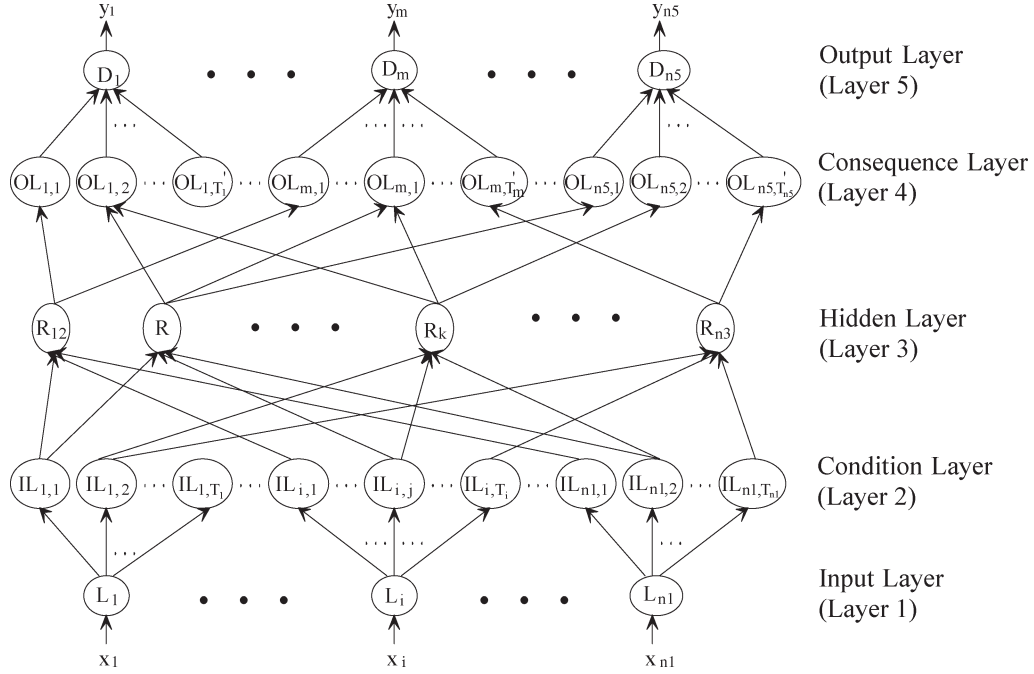 y1 ym yn5
D1 Dm Dn5 Output Layer
(Layer 5)
OL1,1 OL1,2 OL1,T1' OLm,1 OLm,1 OLm,Tm' OLn5,1 OLn5,2 OLn5,Tn5' Consequence Layer
(Layer 4)
R12 R Rk Rn3 Hidden Layer
(Layer 3)
IL1,1 IL1,2 IL1,T1 ILi,1 ILi,j ILi,Ti ILn1,1 ILn1,2 ILn1,Tn1 Condition Layer
(Layer 2)
L1 Li Ln1 Input Layer
(Layer 1)
x1 xi xn1